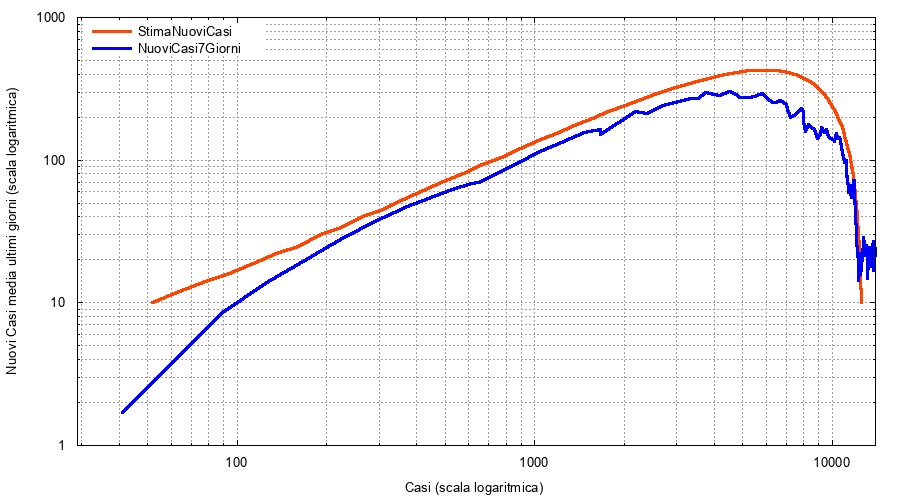 1000
StimaNuoviCasi
NuoviCasi7Giorni
100
10
1
Nuovi Casi media ultimi giorni (scala logaritmica)
100
1000
10000
Casi (scala logaritmica)